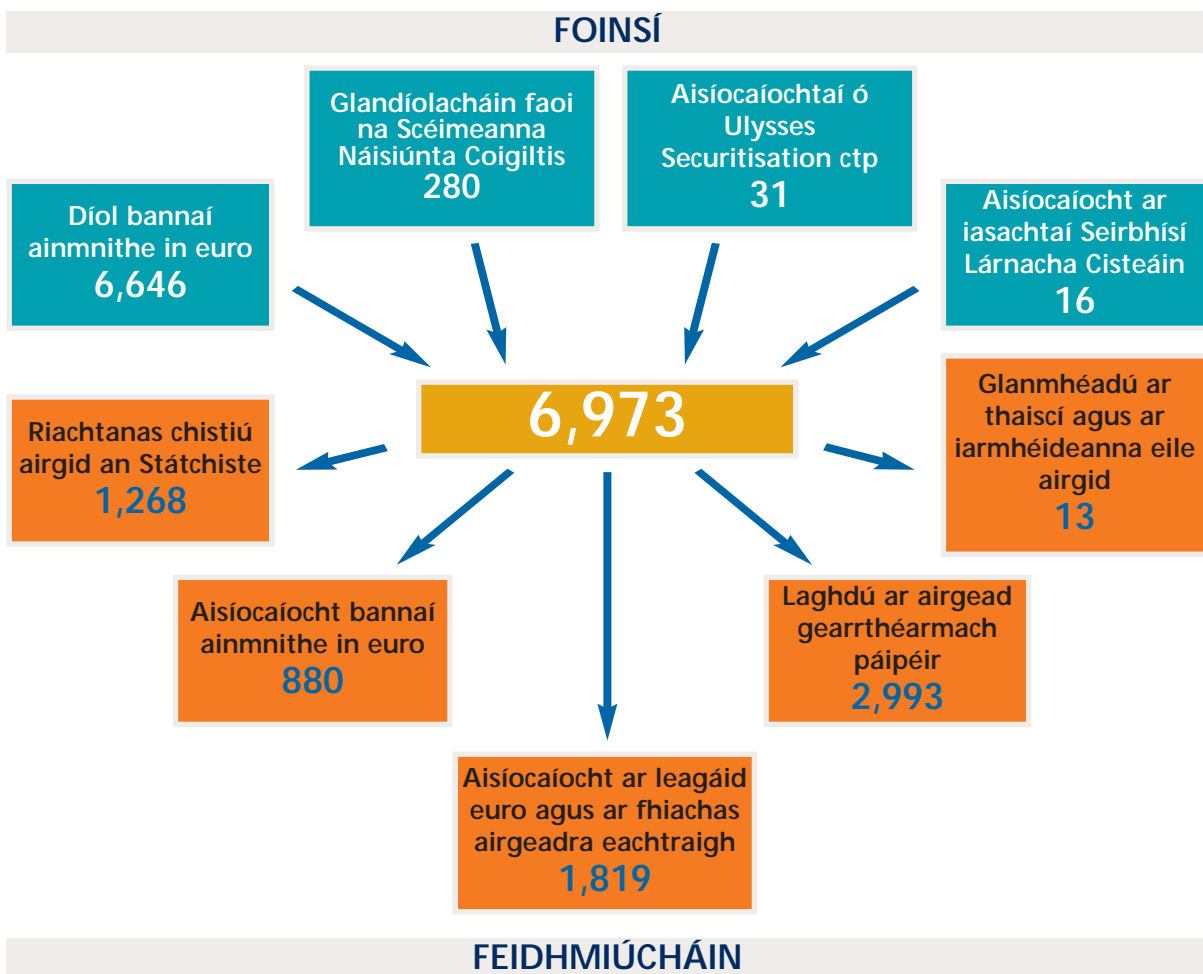 FOINSÍ
Glandíolacháin faoi
na Scéimeanna
Náisiúnta Coigiltis
280
Aisíocaíochtaí ó
Ulysses
Securitisation ctp
31
Díol bannaí
ainmnithe in euro
6,646
Aisíocaíocht ar
iasachtaí Seirbhísí
Lárnacha Cisteáin
16
6,973
Riachtanas chistiú
airgid an Státchiste
1,268
Glanmhéadú ar
thaiscí agus ar
iarmhéideanna eile
airgid
13
Aisíocaíocht bannaí
ainmnithe in euro
880
Laghdú ar airgead
gearrthéarmach
páipéir
2,993
Aisíocaíocht ar leagáid
euro agus ar fhiachas
airgeadra eachtraigh
1,819
FEIDHMIÚCHÁIN